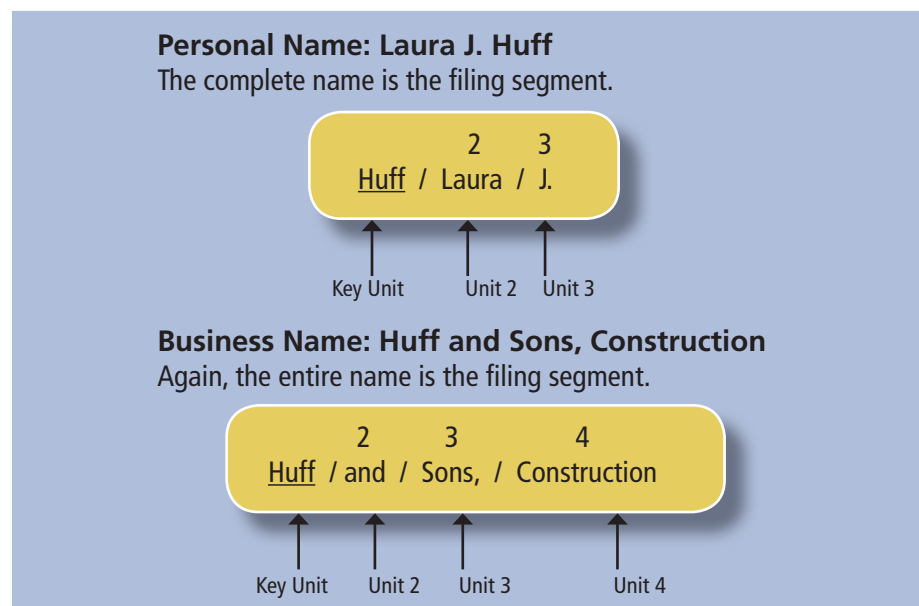 Personal Name: Laura J. Huff
The complete name is the filing segment.
2 3
Huff / Laura / J.
Key Unit Unit 2 Unit 3
Business Name: Huff and Sons, Construction
Again, the entire name is the filing segment.
2 3 4
Huff / and / Sons, / Construction
Key Unit Unit 2 Unit 3 Unit 4